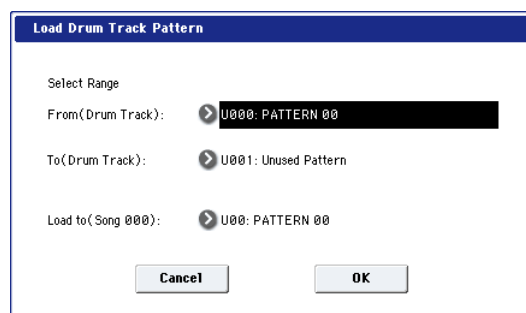 Load Drum Track Pattern
Select Range
From(Drum Track): U000: PATTERN 00
To(Drum Track): U001: Unused Pattern
Load to(Song 000): U00: PATTERN 00
Cancel OK